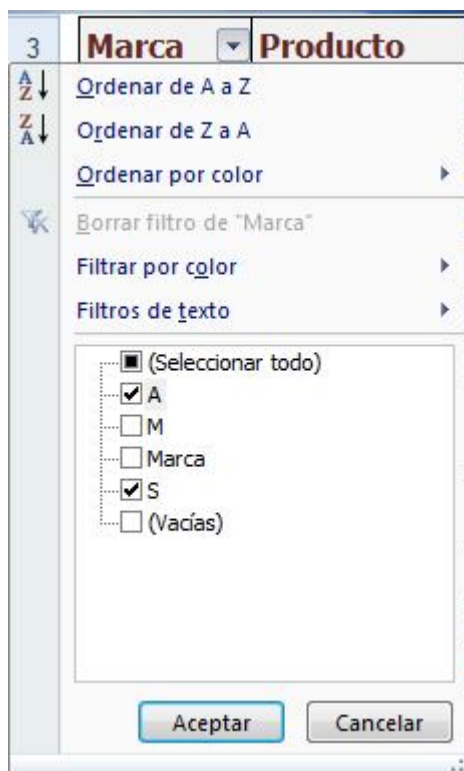 3 Marca Producto
Ordenar de A a Z
Ordenar de Z a A
Ordenar por color
Borrar filtro de "Marca"
Filtrar por color
Filtros de texto
(Seleccionar todo)
A
M
Marca
S
(Vacías)
Aceptar Cancelar